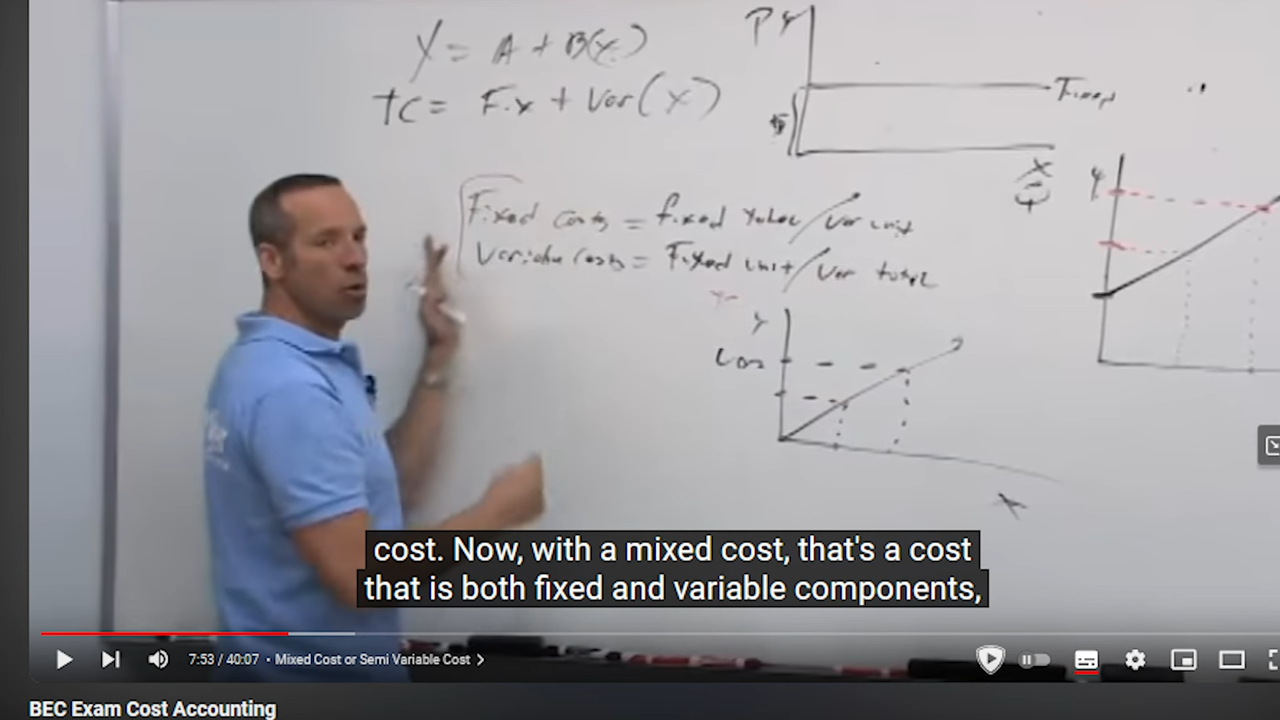 Y = A + B(x)
TC = Fix + Var(X)
Fixed costs = fixed total / Var unit
Variable costs = Fixed unit / Var total
P Y
Fixed
X
Y
Y
Cos
X
cost. Now, with a mixed cost, that's a cost
that is both fixed and variable components,
7:53 / 40:07 • Mixed Cost or Semi Variable Cost >
BEC Exam Cost Accounting